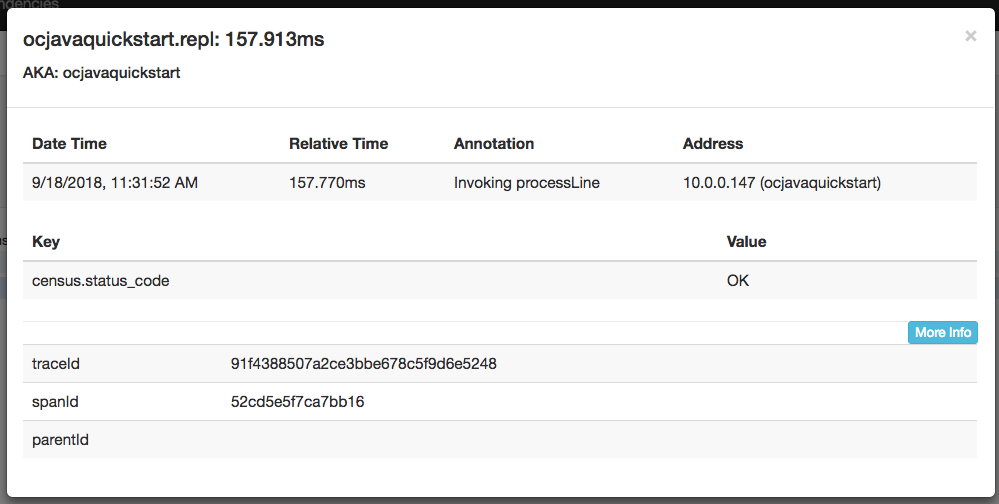 ndencies
ocjavaquickstart.repl: 157.913ms
×
AKA: ocjavaquickstart
Date Time Relative Time Annotation Address
9/18/2018, 11:31:52 AM 157.770ms Invoking processLine 10.0.0.147 (ocjavaquickstart)
Key Value
census.status_code OK
More Info
traceId 91f4388507a2ce3bbe678c5f9d6e5248
spanId 52cd5e5f7ca7bb16
parentId